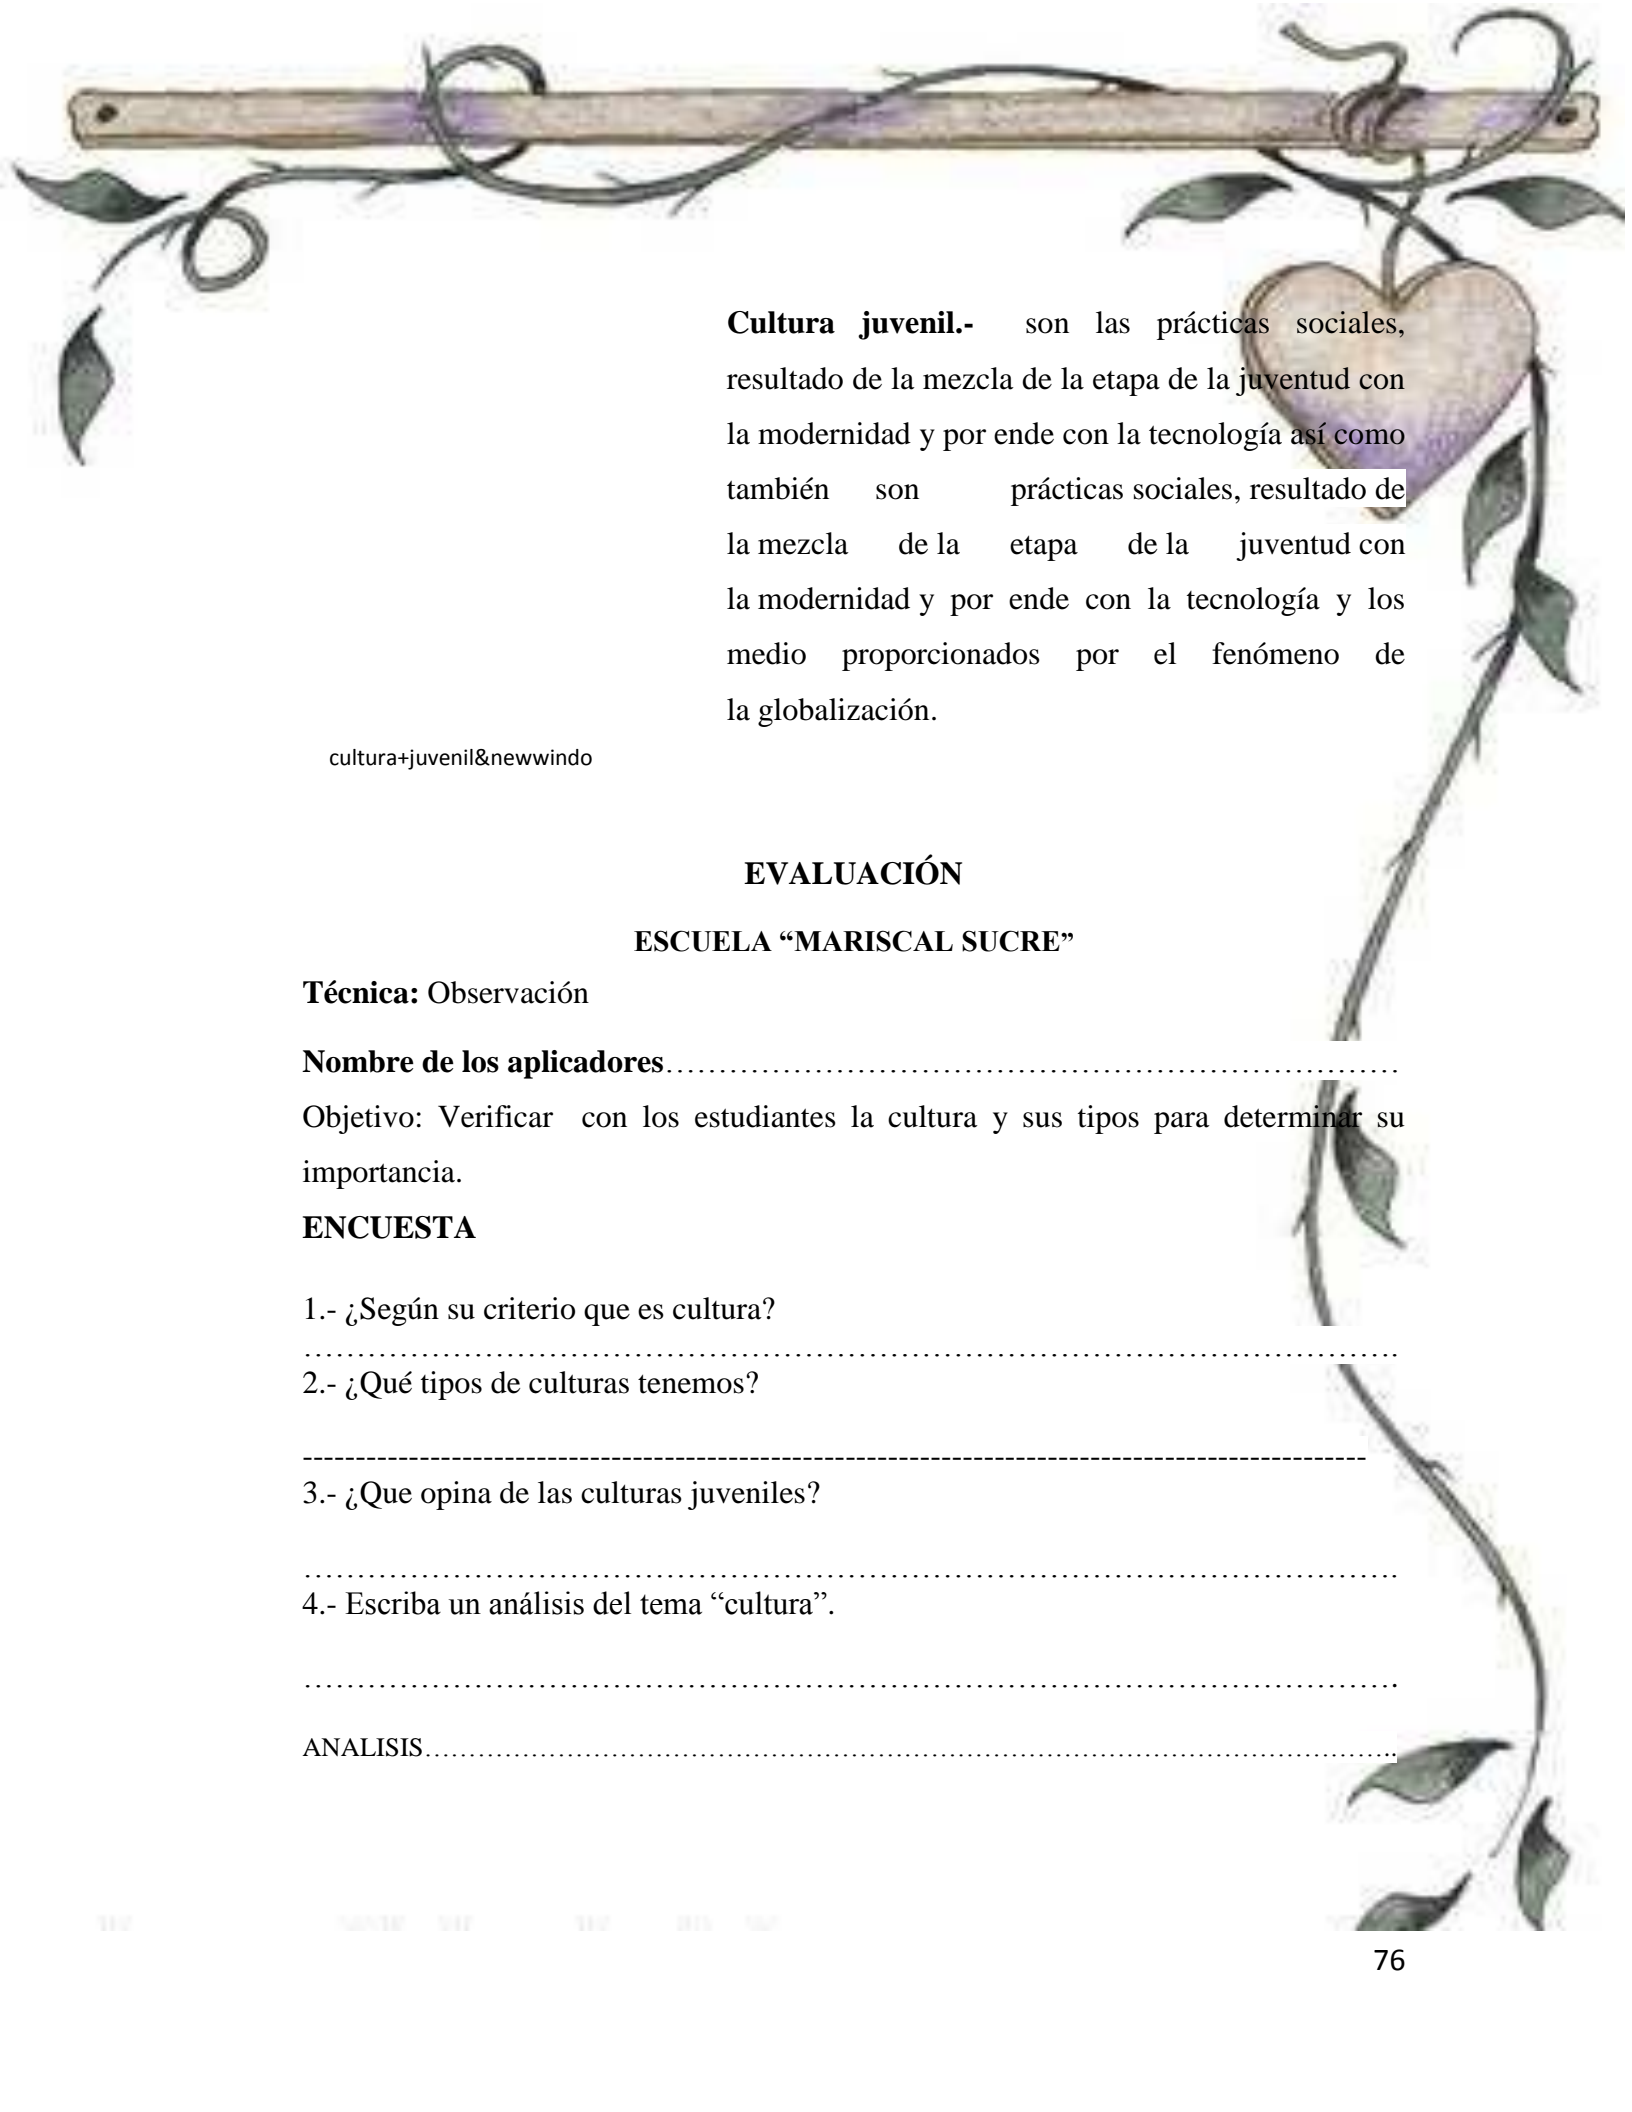 Cultura juvenil.- son las prácticas sociales,
resultado de la mezcla de la etapa de la juventud con
la modernidad y por ende con la tecnología así como
también son prácticas sociales, resultado de
la mezcla de la etapa de la juventud con
la modernidad y por ende con la tecnología y los
medio proporcionados por el fenómeno de
la globalización.
cultura+juvenil&newwindo
EVALUACIÓN
ESCUELA “MARISCAL SUCRE”
Técnica: Observación
Nombre de los aplicadores……………………………………………………………
Objetivo: Verificar con los estudiantes la cultura y sus tipos para determinar su
importancia.
ENCUESTA
1.- ¿Según su criterio que es cultura?
………………………………………………………………………………………….
2.- ¿Qué tipos de culturas tenemos?
----------------------------------------------------------------------------------------------------
3.- ¿Que opina de las culturas juveniles?
………………………………………………………………………………………….
4.- Escriba un análisis del tema “cultura”.
………………………………………………………………………………………….
ANALISIS………………………………………………………………………………………………..
76